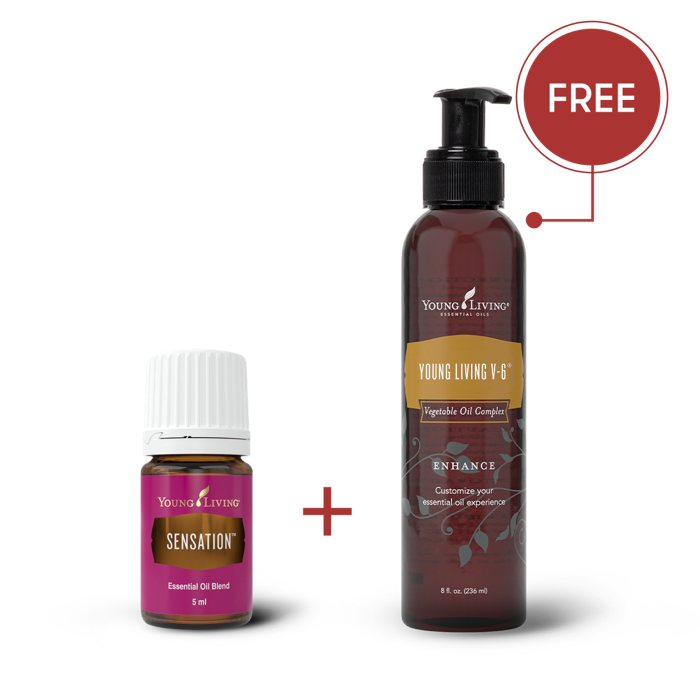 FREE
YOUNG LIVING®
ESSENTIAL OILS
YOUNG LIVING V-6™
Vegetable Oil Complex
ENHANCE
Customize your
essential oil experience
8 fl. oz. (236 ml)
YOUNG LIVING®
SENSATION™
Essential Oil Blend
5 ml
+